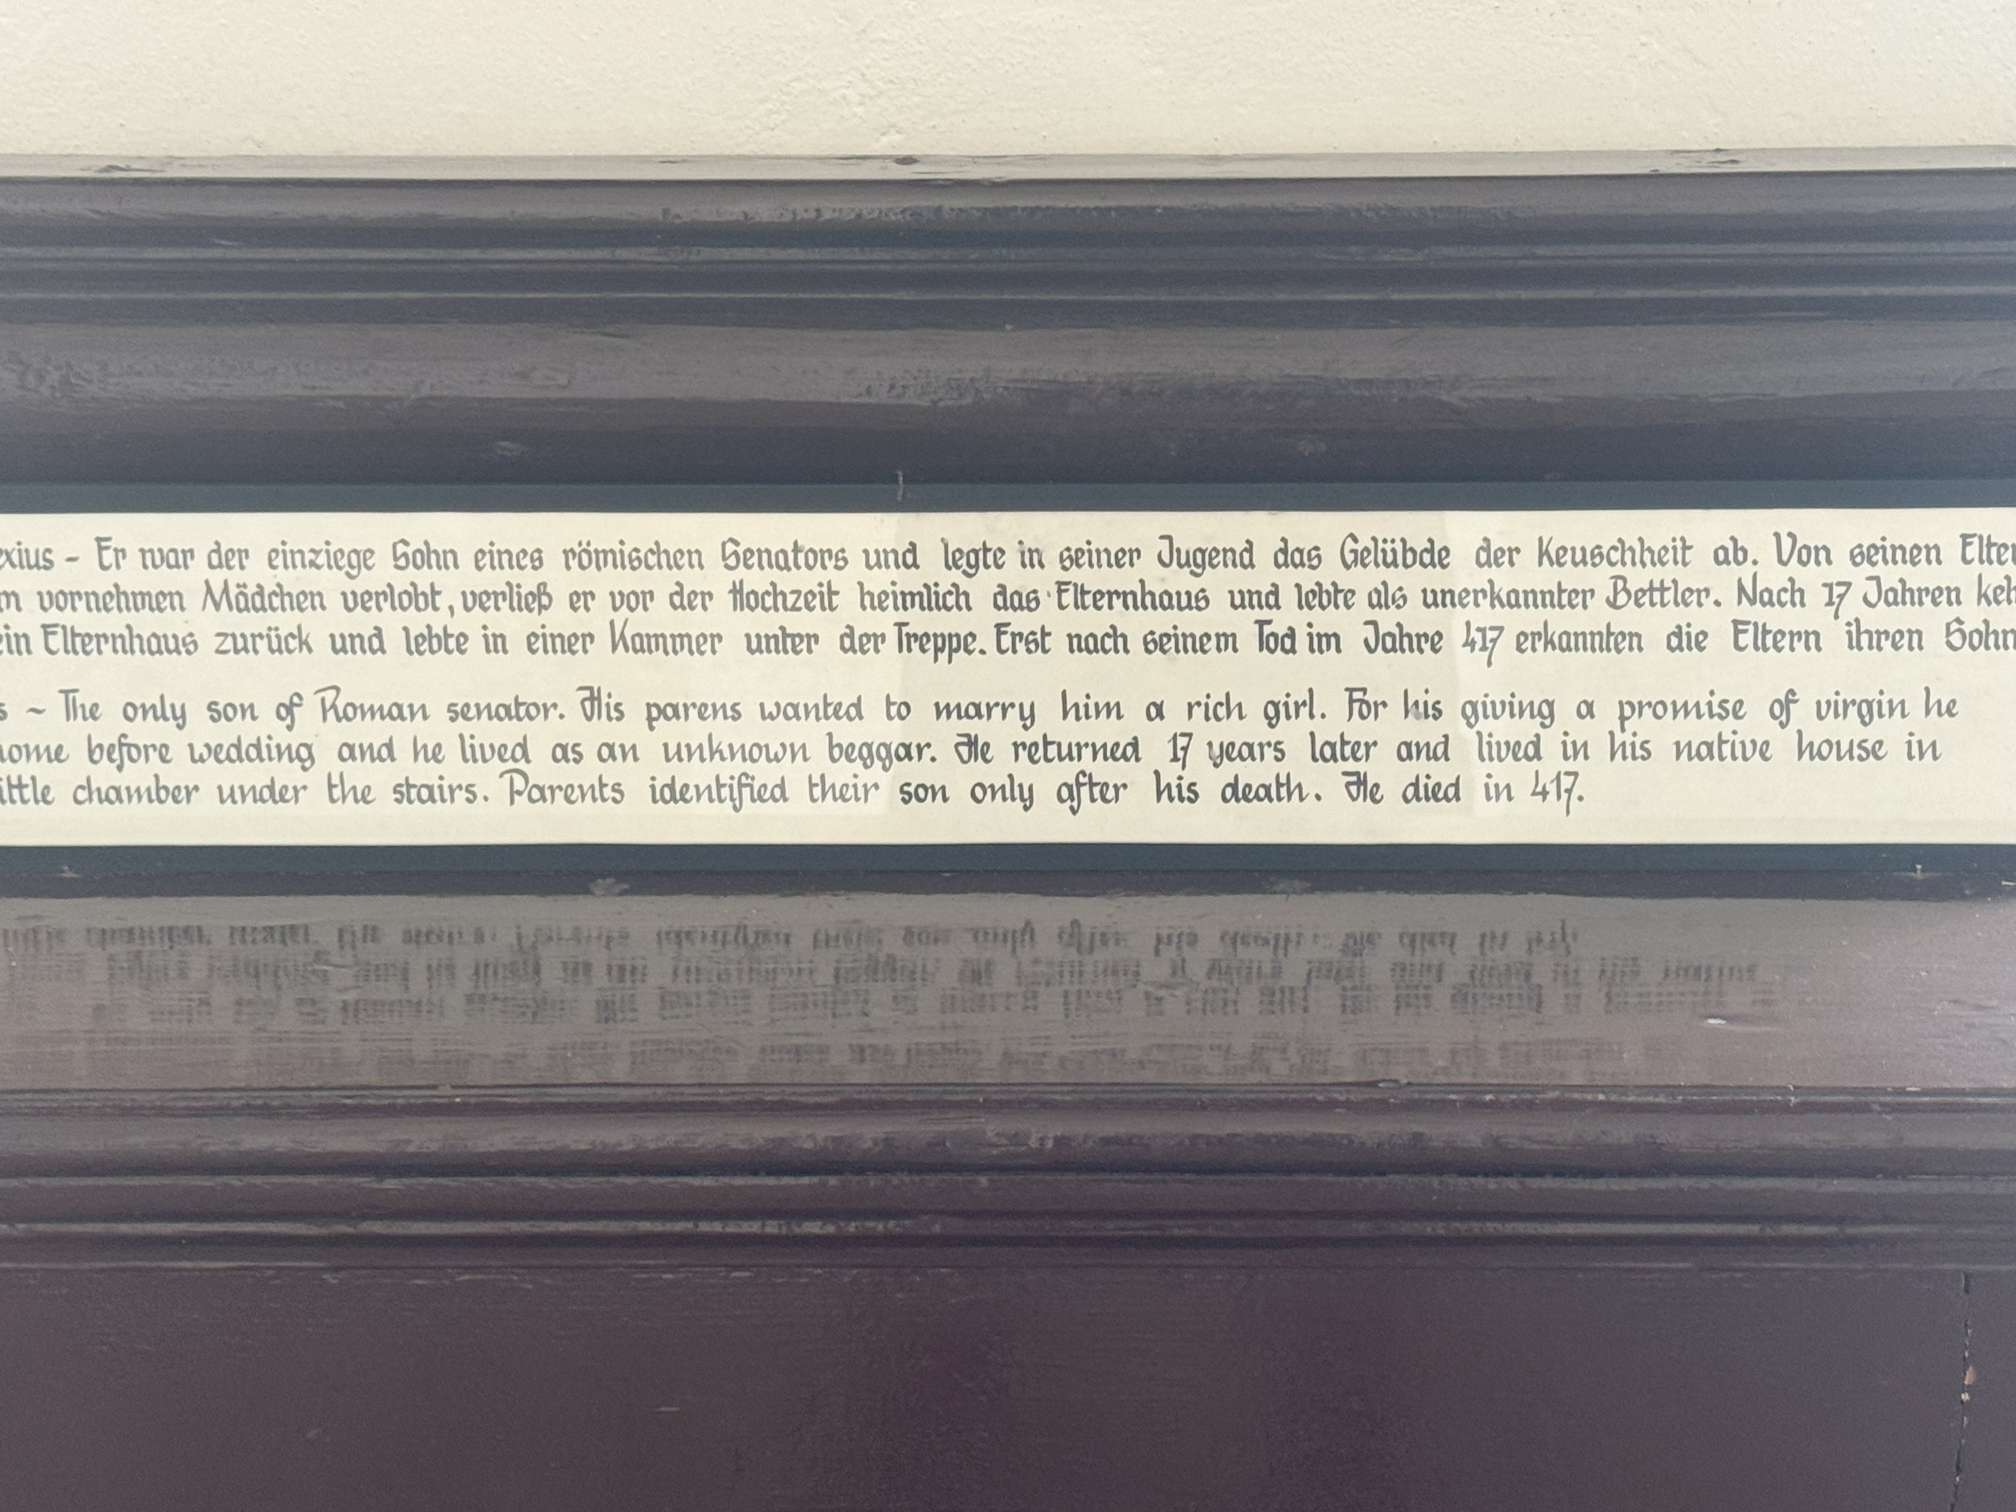 exius - Er war der einziege Sohn eines römischen Senators und legte in seiner Jugend das Gelübde der Keuschheit ab. Von seinen Elter
m vornehmen Mädchen verlobt, verließ er vor der Hochzeit heimlich das Elternhaus und lebte als unerkannter Bettler. Nach 17 Jahren keh
ein Elternhaus zurück und lebte in einer Kammer unter der Treppe. Erst nach seinem Tod im Jahre 417 erkannten die Eltern ihren Sohn
s ~ The only son of Roman senator. His parens wanted to marry him a rich girl. For his giving a promise of virgin he
ome before wedding and he lived as an unknown beggar. He returned 17 years later and lived in his native house in
ittle chamber under the stairs. Parents identified their son only after his death. He died in 417.